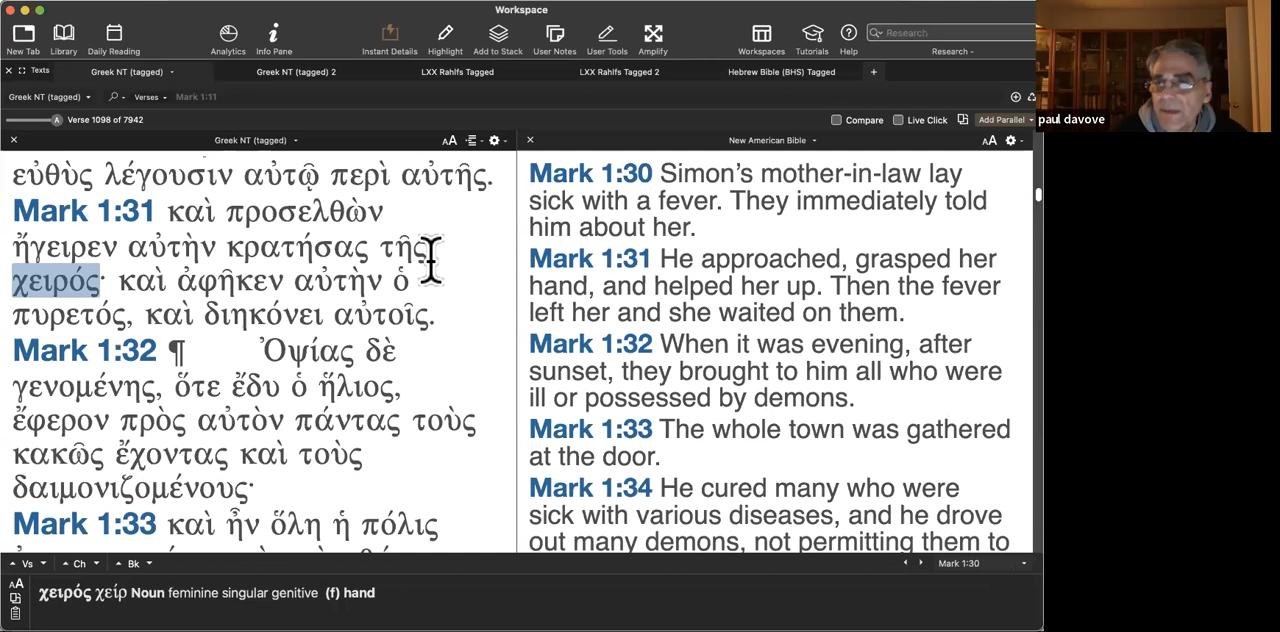 Workspace
New Tab
Library
Daily Reading
Analytics
Info Pane
Instant Details
Highlight
Add to Stack
User Notes
User Tools
Amplify
Workspaces
Tutorials
Help
Research
Research
Texts
Greek NT (tagged)
Greek NT (tagged) 2
LXX Rahlfs Tagged
LXX Rahlfs Tagged 2
Hebrew Bible (BHS) Tagged
+
Greek NT (tagged)
Verses
Mark 1:11
A Verse 1098 of 7942
Compare
Live Click
Add Parallel
paul davove
Greek NT (tagged)
AA
New American Bible
AA
εὐθὺς λέγουσιν αὐτῷ περὶ αὐτῆς.
Mark 1:31 καὶ προσελθὼν
ἤγειρεν αὐτὴν κρατήσας τῆς
χειρός· καὶ ἀφῆκεν αὐτὴν ὁ
πυρετός, καὶ διηκόνει αὐτοῖς.
Mark 1:32 ¶ Ὀψίας δὲ
γενομένης, ὅτε ἔδυ ὁ ἥλιος,
ἔφερον πρὸς αὐτὸν πάντας τοὺς
κακῶς ἔχοντας καὶ τοὺς
δαιμονιζομένους·
Mark 1:33 καὶ ἦν ὅλη ἡ πόλις
Mark 1:30 Simon’s mother-in-law lay
sick with a fever. They immediately told
him about her.
Mark 1:31 He approached, grasped her
hand, and helped her up. Then the fever
left her and she waited on them.
Mark 1:32 When it was evening, after
sunset, they brought to him all who were
ill or possessed by demons.
Mark 1:33 The whole town was gathered
at the door.
Mark 1:34 He cured many who were
sick with various diseases, and he drove
out many demons, not permitting them to
Vs
Ch
Bk
Mark 1:30
AA
χειρός χείρ Noun feminine singular genitive (f) hand